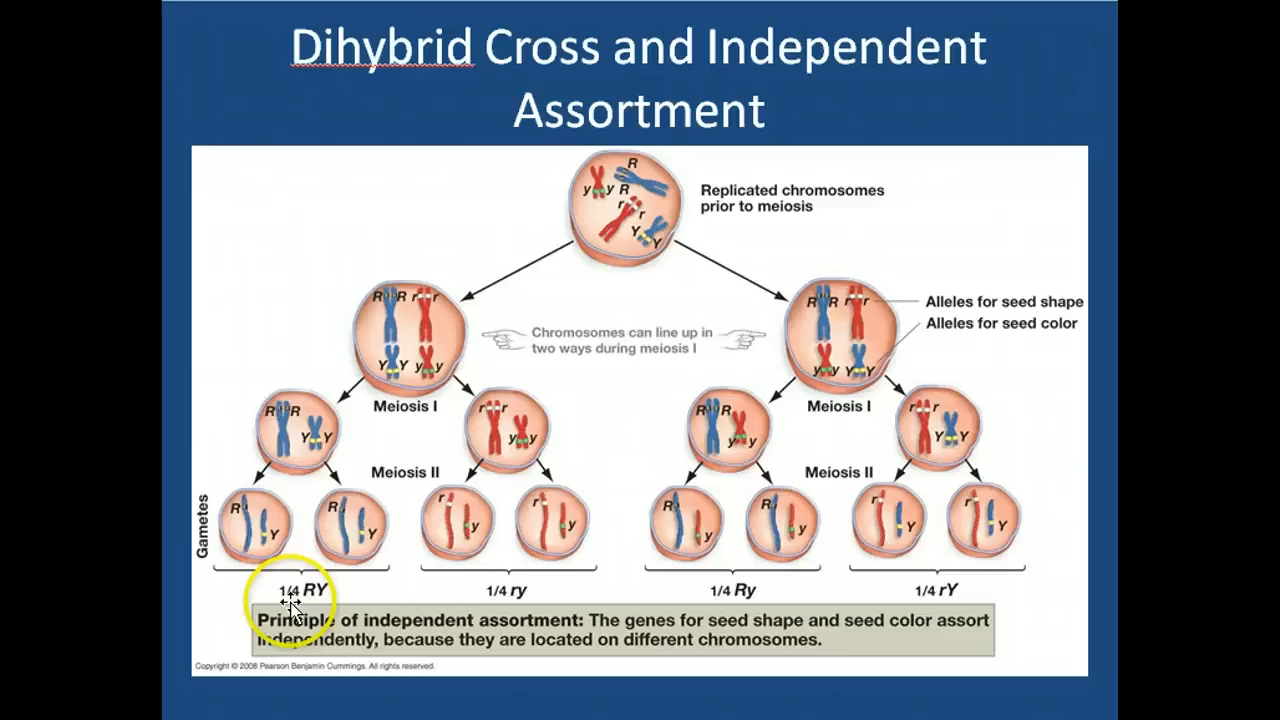 Dihybrid Cross and Independent
Assortment
R
y y R
r r
Y Y
Replicated chromosomes
prior to meiosis
R R r r
Y Y y y
R R r r
y y Y Y
Alleles for seed shape
Alleles for seed color
Chromosomes can line up in
two ways during meiosis I
Meiosis I
Meiosis I
R R Y Y
r r y y
R R y y
r r Y Y
Meiosis II
Meiosis II
Gametes
R Y
R Y
r y
r y
R y
R y
r Y
r Y
1/4 RY
1/4 ry
1/4 Ry
1/4 rY
Principle of independent assortment: The genes for seed shape and seed color assort
independently, because they are located on different chromosomes.
Copyright © 2008 Pearson Benjamin Cummings. All rights reserved.